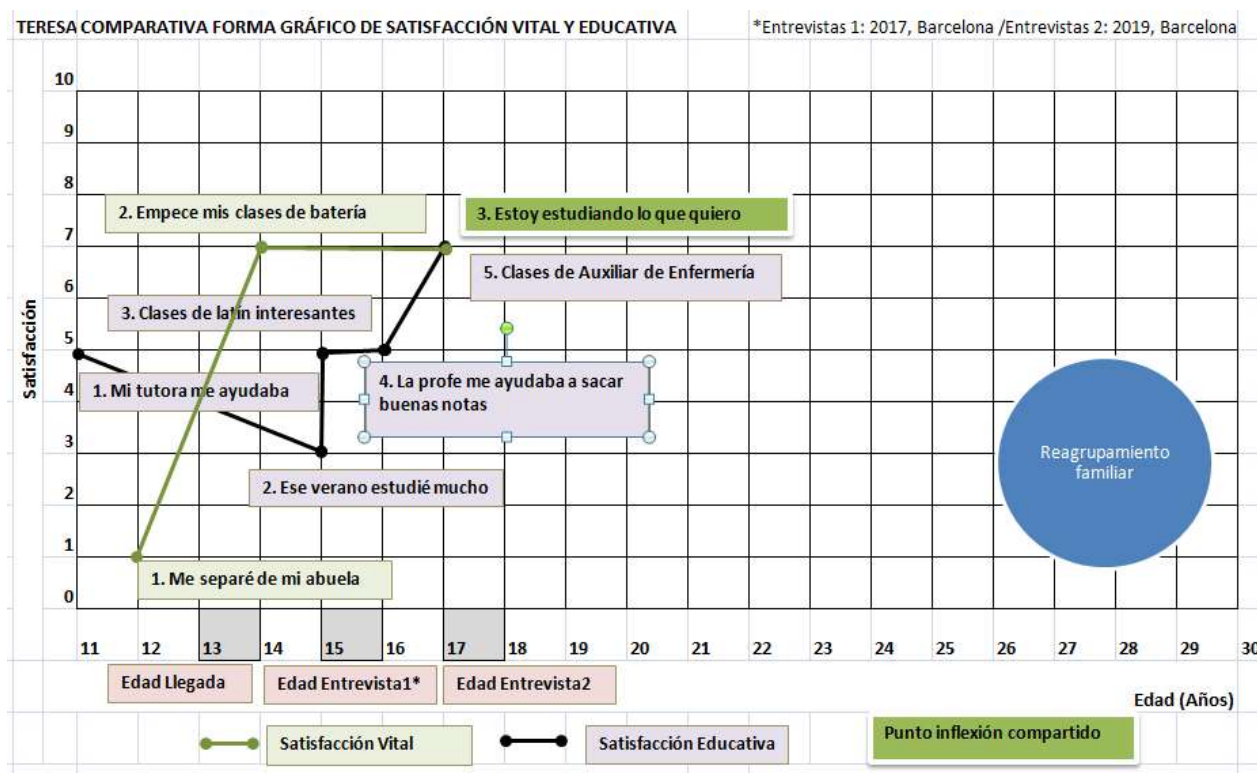 TERESA COMPARATIVA FORMA GRÁFICO DE SATISFACCIÓN VITAL Y EDUCATIVA
*Entrevistas 1: 2017, Barcelona /Entrevistas 2: 2019, Barcelona
10
9
8
7
6
5
4
3
2
1
0
Satisfacción
2. Empece mis clases de batería
3. Estoy estudiando lo que quiero
5. Clases de Auxiliar de Enfermería
3. Clases de latín interesantes
1. Mi tutora me ayudaba
4. La profe me ayudaba a sacar
buenas notas
2. Ese verano estudié mucho
1. Me separé de mi abuela
Reagrupamiento
familiar
11 12 13 14 15 16 17 18 19 20 21 22 23 24 25 26 27 28 29 30
Edad Llegada
Edad Entrevista1*
Edad Entrevista2
Edad (Años)
Satisfacción Vital
Satisfacción Educativa
Punto inflexión compartido